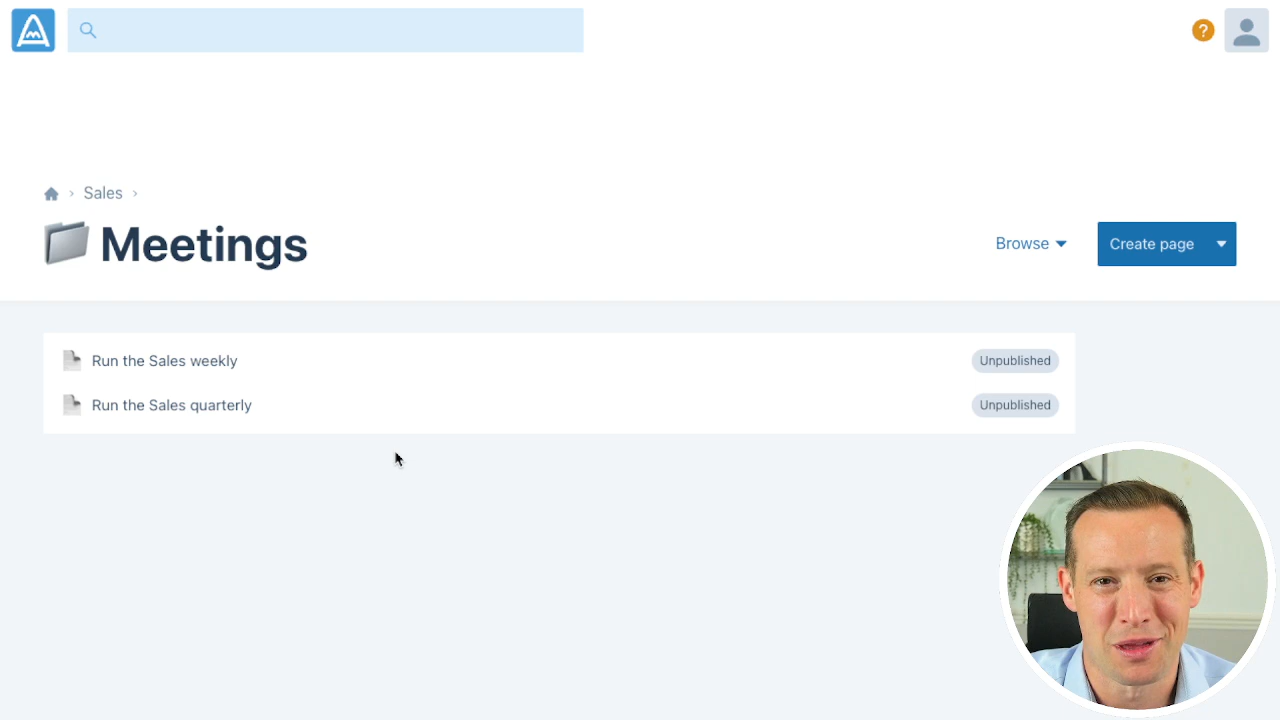 ?
Sales
Meetings
Browse
Create page
Run the Sales weekly
Unpublished
Run the Sales quarterly
Unpublished